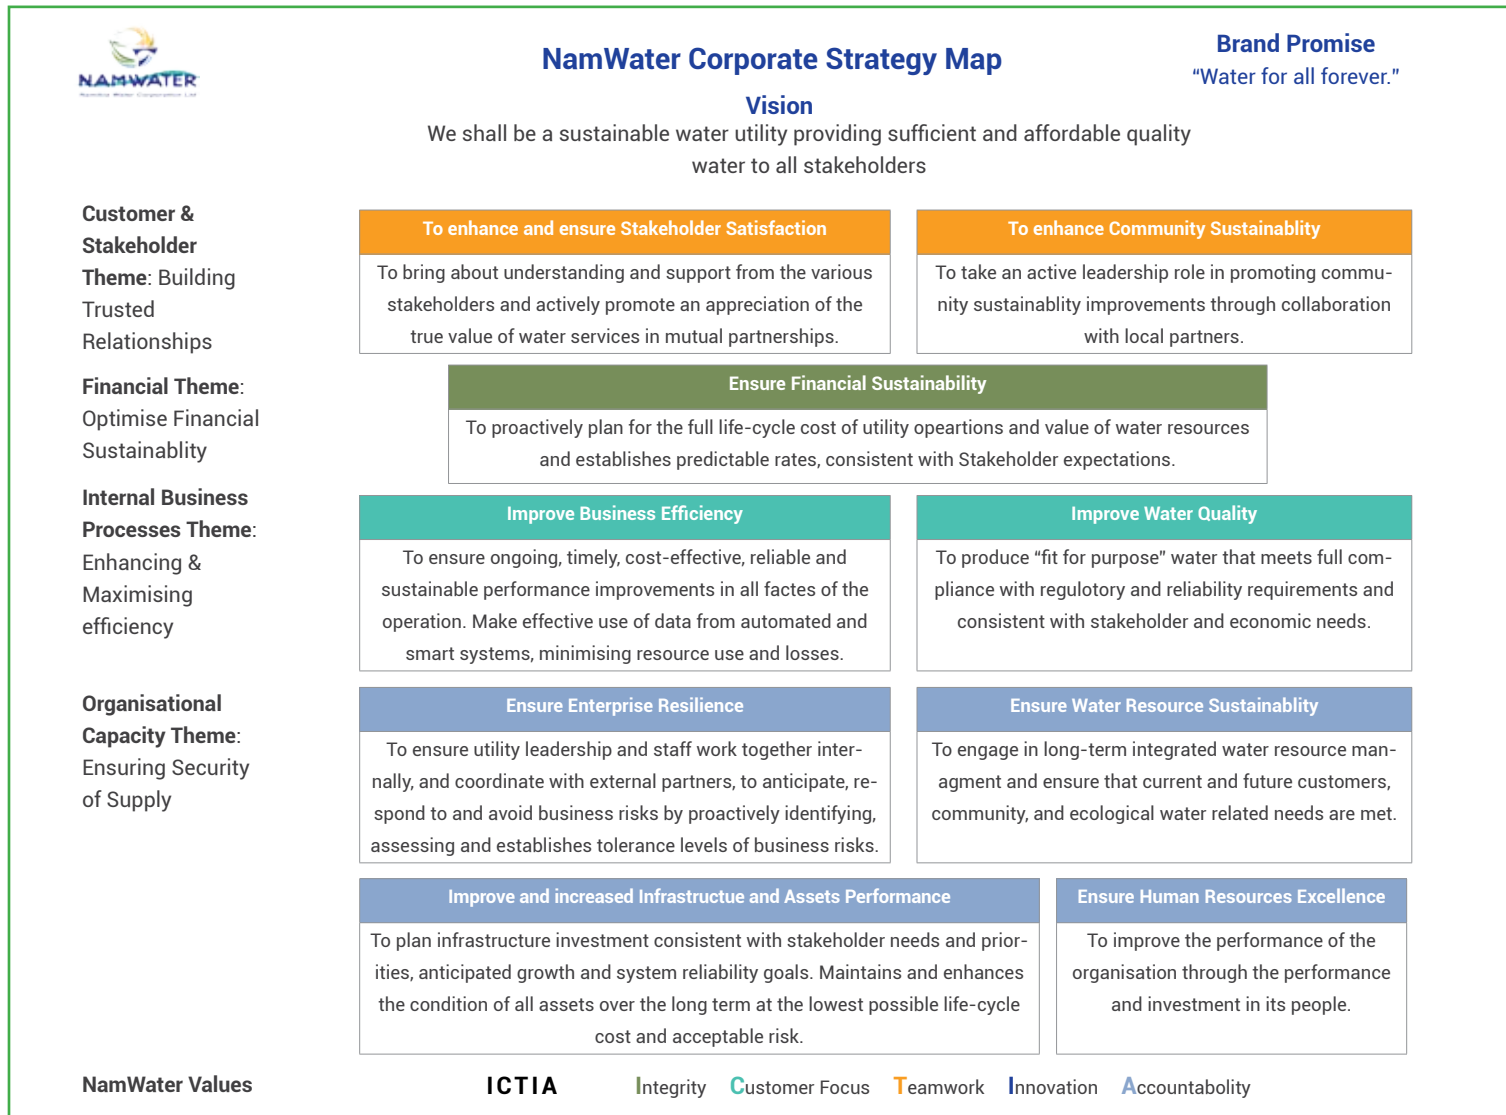 NAMWATER
Namibia Water Corporation Ltd
NamWater Corporate Strategy Map
Brand Promise
“Water for all forever.”
Vision
We shall be a sustainable water utility providing sufficient and affordable quality
water to all stakeholders
Customer &
Stakeholder
Theme: Building
Trusted
Relationships
To enhance and ensure Stakeholder Satisfaction
To bring about understanding and support from the various
stakeholders and actively promote an appreciation of the
true value of water services in mutual partnerships.
To enhance Community Sustainablity
To take an active leadership role in promoting commu-
nity sustainablity improvements through collaboration
with local partners.
Financial Theme:
Optimise Financial
Sustainablity
Ensure Financial Sustainability
To proactively plan for the full life-cycle cost of utility opeartions and value of water resources
and establishes predictable rates, consistent with Stakeholder expectations.
Internal Business
Processes Theme:
Enhancing &
Maximising
efficiency
Improve Business Efficiency
To ensure ongoing, timely, cost-effective, reliable and
sustainable performance improvements in all factes of the
operation. Make effective use of data from automated and
smart systems, minimising resource use and losses.
Improve Water Quality
To produce “fit for purpose” water that meets full com-
pliance with regulotory and reliability requirements and
consistent with stakeholder and economic needs.
Organisational
Capacity Theme:
Ensuring Security
of Supply
Ensure Enterprise Resilience
To ensure utility leadership and staff work together inter-
nally, and coordinate with external partners, to anticipate, re-
spond to and avoid business risks by proactively identifying,
assessing and establishes tolerance levels of business risks.
Ensure Water Resource Sustainablity
To engage in long-term integrated water resource man-
agment and ensure that current and future customers,
community, and ecological water related needs are met.
Improve and increased Infrastructue and Assets Performance
To plan infrastructure investment consistent with stakeholder needs and prior-
ities, anticipated growth and system reliability goals. Maintains and enhances
the condition of all assets over the long term at the lowest possible life-cycle
cost and acceptable risk.
Ensure Human Resources Excellence
To improve the performance of the
organisation through the performance
and investment in its people.
NamWater Values
ICTIA Integrity Customer Focus Teamwork Innovation Accountabolity